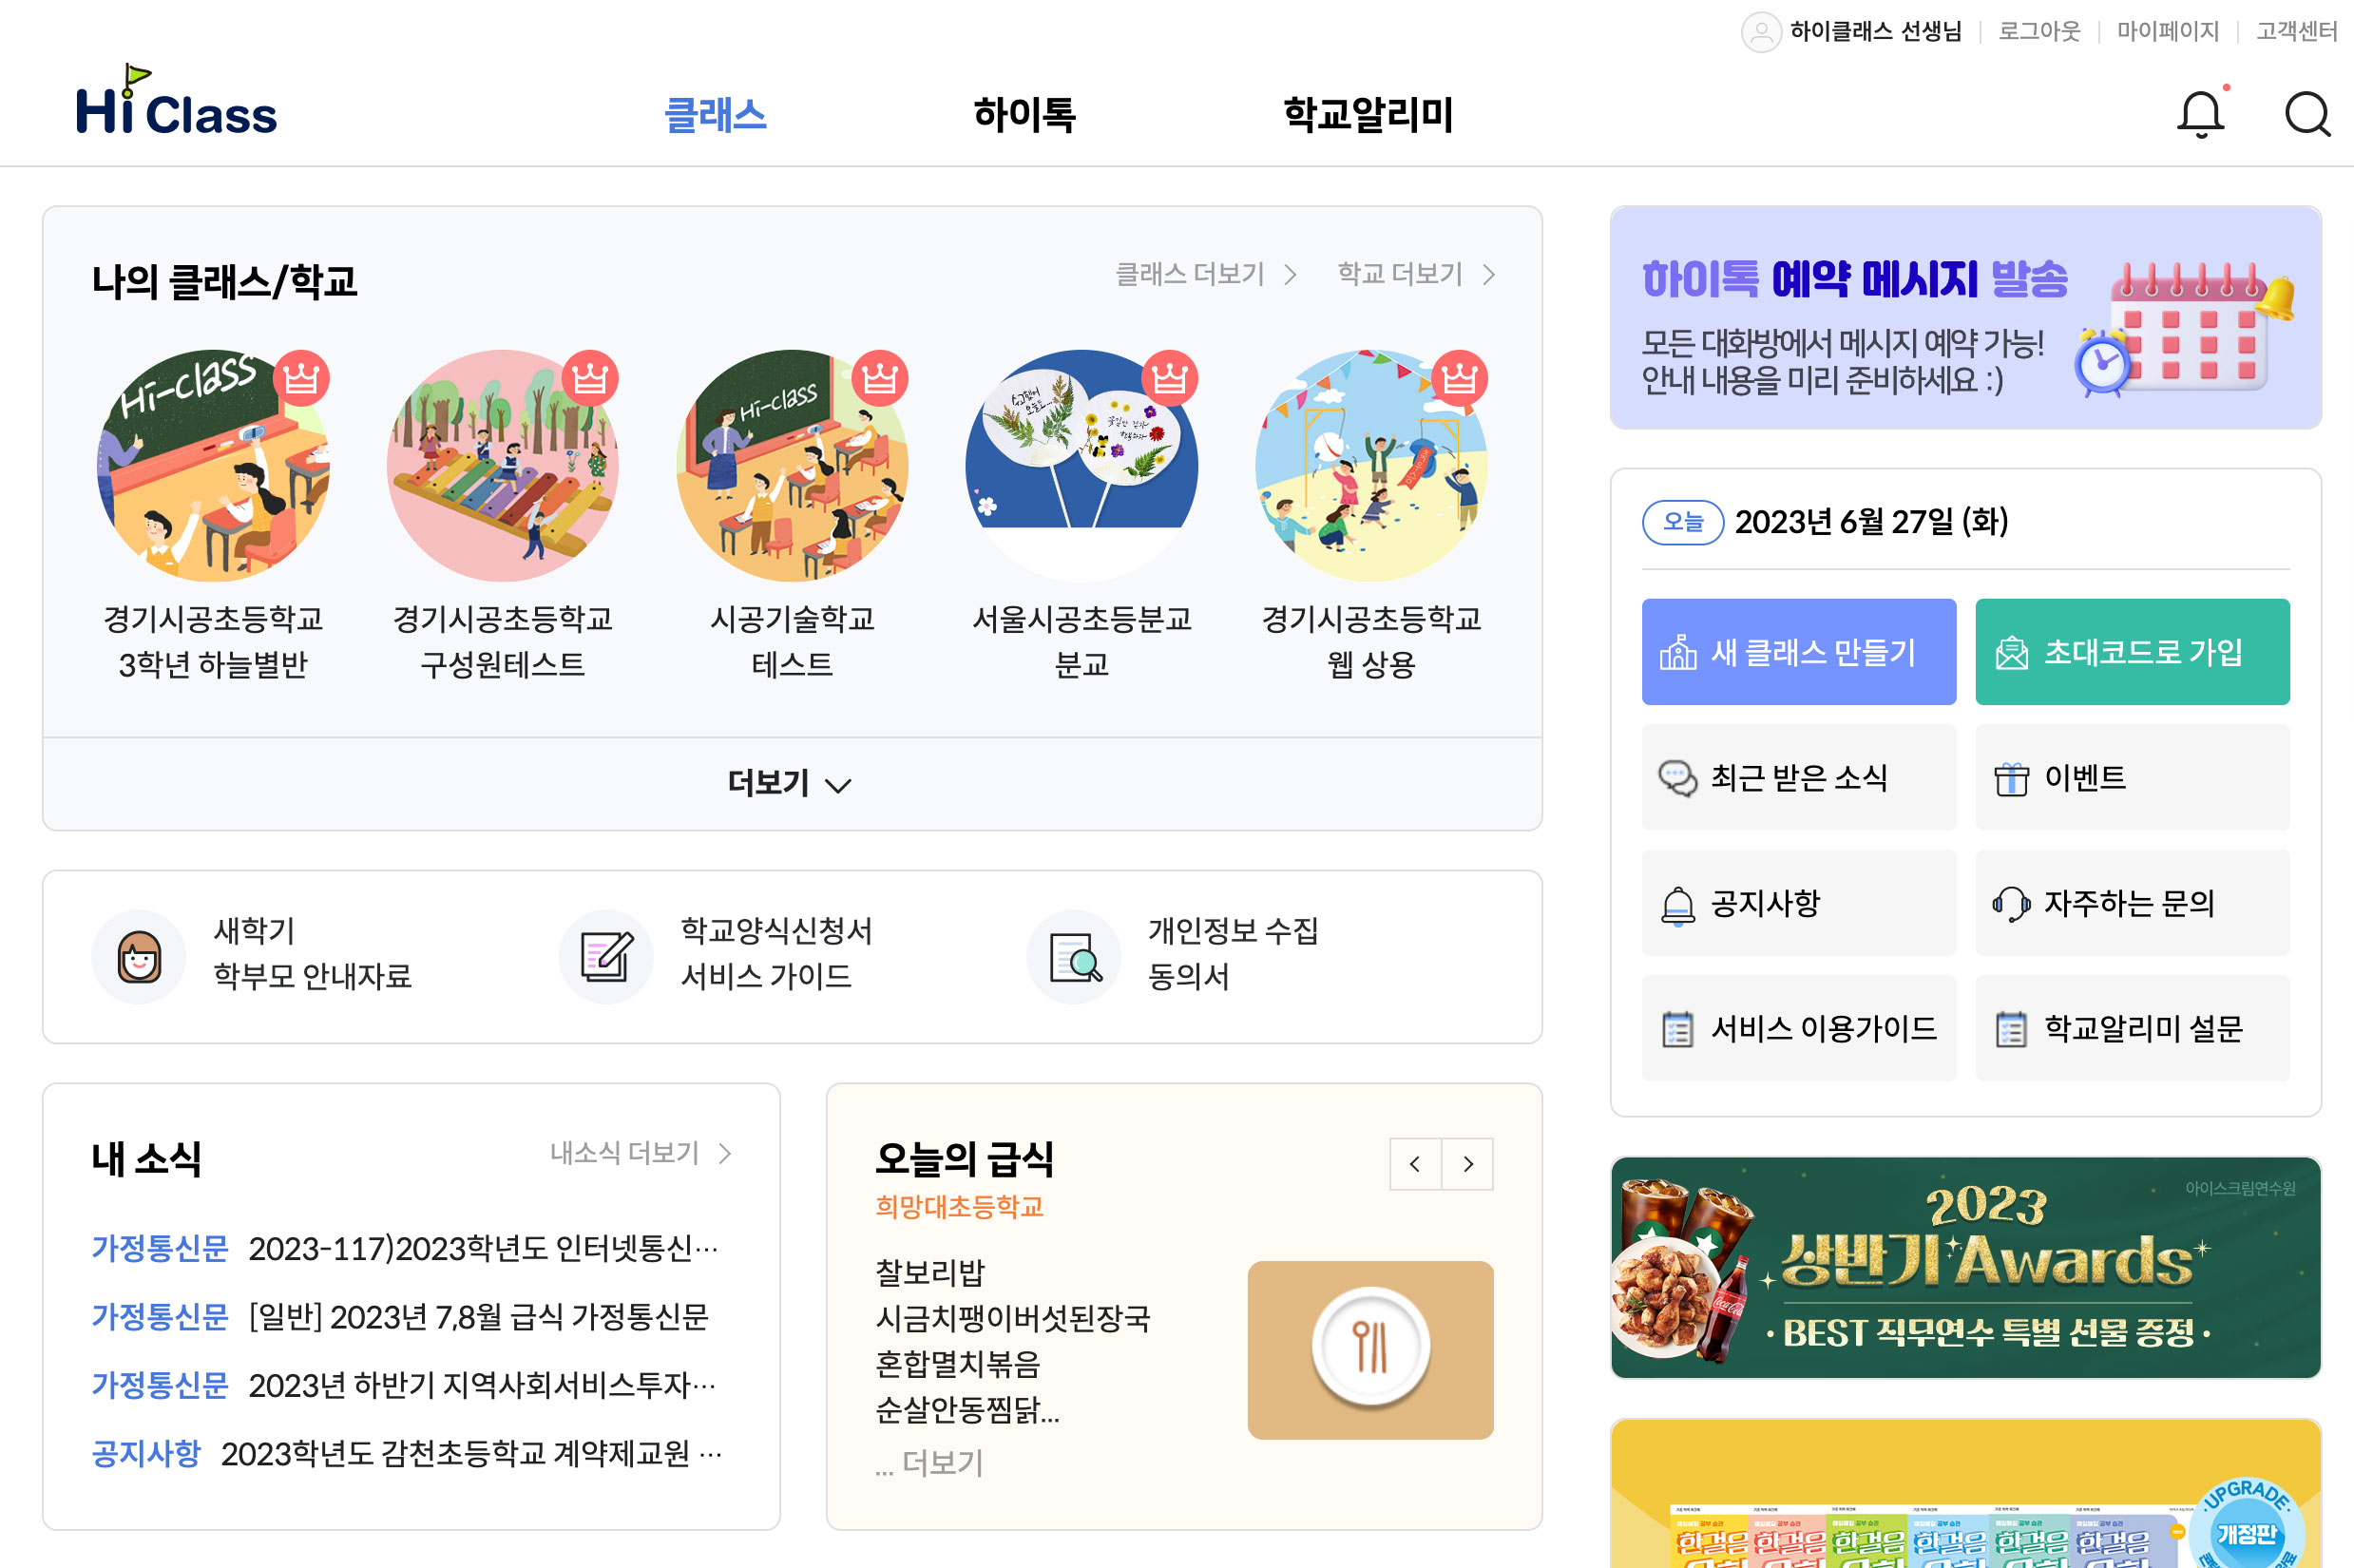 하이클래스 선생님
로그아웃
마이페이지
고객센터
Hi Class
클래스
하이톡
학교알리미
나의 클래스/학교
클래스 더보기
학교 더보기
Hi-class
Hi-class
경기시공초등학교
3학년 하늘별반
경기시공초등학교
구성원테스트
시공기술학교
테스트
서울시공초등분교
분교
경기시공초등학교
웹 상용
더보기
새학기
학부모 안내자료
학교양식신청서
서비스 가이드
개인정보 수집
동의서
내 소식
내소식 더보기
가정통신문 2023-117)2023학년도 인터넷통신…
가정통신문 [일반] 2023년 7,8월 급식 가정통신문
가정통신문 2023년 하반기 지역사회서비스투자…
공지사항 2023학년도 감천초등학교 계약제교원 …
오늘의 급식
희망대초등학교
찰보리밥
시금치팽이버섯된장국
혼합멸치볶음
순살안동찜닭...
... 더보기
하이톡 예약 메시지 발송
모든 대화방에서 메시지 예약 가능!
안내 내용을 미리 준비하세요 :)
오늘 2023년 6월 27일 (화)
새 클래스 만들기
초대코드로 가입
최근 받은 소식
이벤트
공지사항
자주하는 문의
서비스 이용가이드
학교알리미 설문
아이스크림연수원
2023
상반기 Awards
· BEST 직무연수 특별 선물 증정 ·
Coca-Cola
·UPGRADE·
개정판
한걸음
한걸음
한걸음
한걸음
한걸음
한걸음